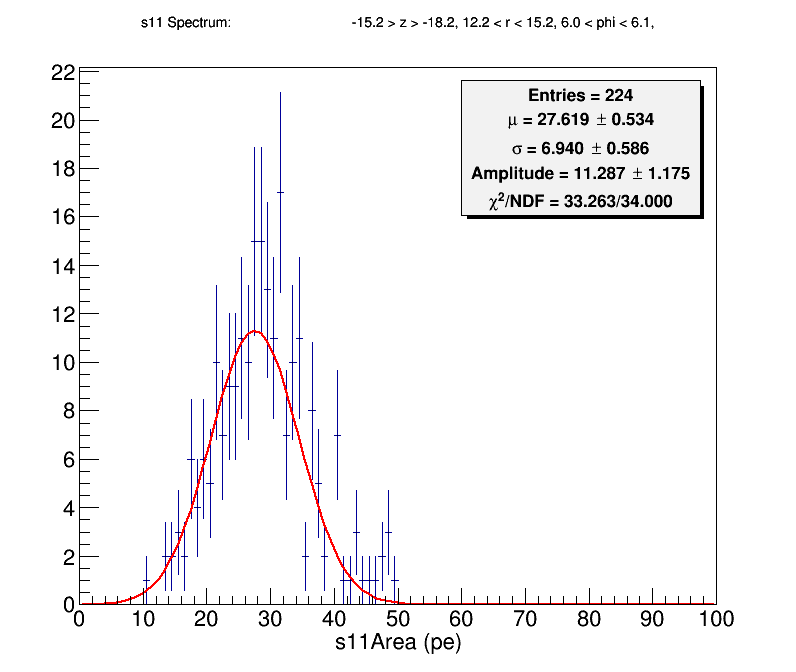 s11 Spectrum: -15.2 > z > -18.2, 12.2 < r < 15.2, 6.0 < phi < 6.1,
Entries = 224
μ = 27.619 ± 0.534
σ = 6.940 ± 0.586
Amplitude = 11.287 ± 1.175
χ²/NDF = 33.263/34.000
22
20
18
16
14
12
10
8
6
4
2
0
0 10 20 30 40 50 60 70 80 90 100
s11Area (pe)